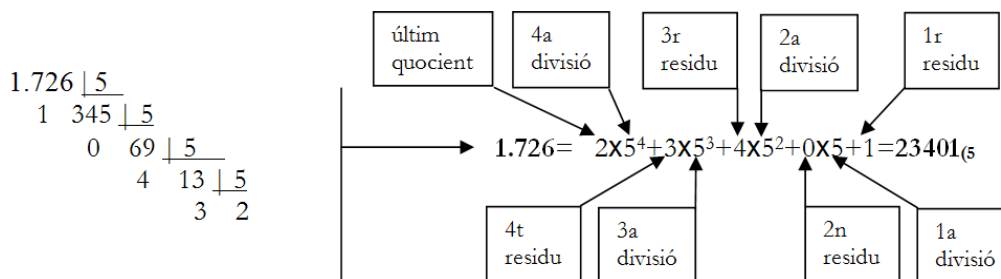 últim
quocient
4a
divisió
3r
residu
2a
divisió
1r
residu
1.726 | 5
1 345 | 5
0 69 | 5
4 13 | 5
3 2
1.726= 2x5⁴+3x5³+4x5²+0x5+1=23401(5
4t
residu
3a
divisió
2n
residu
1a
divisió